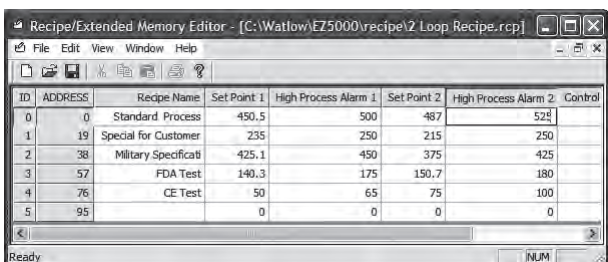 Recipe/Extended Memory Editor - [C:\Watlow\EZ5000\recipe\2 Loop Recipe.rcp]
File Edit View Window Help
ID ADDRESS Recipe Name Set Point 1 High Process Alarm 1 Set Point 2 High Process Alarm 2 Control
0 0 Standard Process 450.5 500 487 525
1 19 Special for Customer 235 250 215 250
2 38 Military Specificati 425.1 450 375 425
3 57 FDA Test 140.3 175 150.7 180
4 76 CE Test 50 65 75 100
5 95 0 0 0 0
Ready NUM